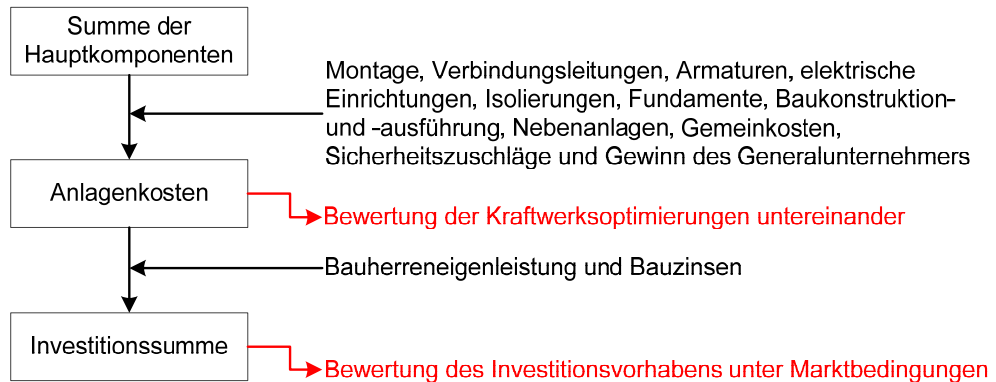 Summe der
Hauptkomponenten
Montage, Verbindungsleitungen, Armaturen, elektrische
Einrichtungen, Isolierungen, Fundamente, Baukonstruktion-
und -ausführung, Nebenanlagen, Gemeinkosten,
Sicherheitszuschläge und Gewinn des Generalunternehmers
Anlagenkosten
Bewertung der Kraftwerksoptimierungen untereinander
Bauherreneigenleistung und Bauzinsen
Investitionssumme
Bewertung des Investitionsvorhabens unter Marktbedingungen